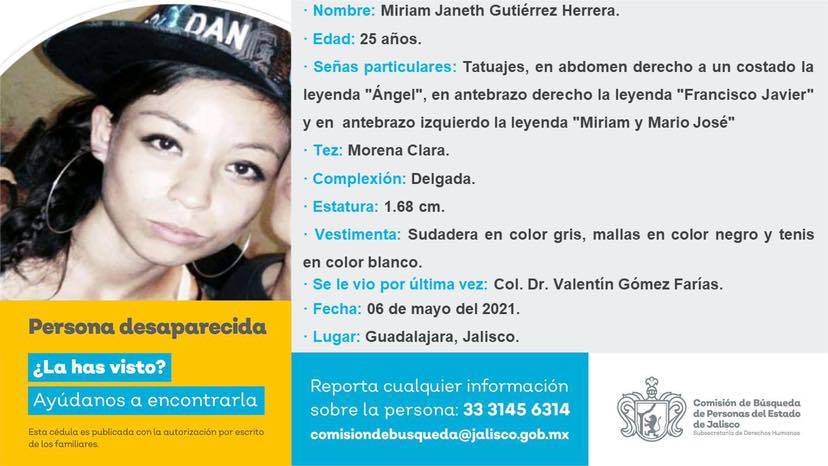 DAN
· Nombre: Miriam Janeth Gutiérrez Herrera.
· Edad: 25 años.
· Señas particulares: Tatuajes, en abdomen derecho a un costado la
leyenda "Ángel", en antebrazo derecho la leyenda "Francisco Javier"
y en antebrazo izquierdo la leyenda "Miriam y Mario José"
· Tez: Morena Clara.
· Complexión: Delgada.
· Estatura: 1.68 cm.
· Vestimenta: Sudadera en color gris, mallas en color negro y tenis
en color blanco.
· Se le vio por última vez: Col. Dr. Valentín Gómez Farías.
· Fecha: 06 de mayo del 2021.
· Lugar: Guadalajara, Jalisco.
Persona desaparecida
¿La has visto?
Ayúdanos a encontrarla
Esta cédula es publicada con la autorización por escrito
de los familiares.
Reporta cualquier información
sobre la persona: 33 3145 6314
comisiondebusqueda@jalisco.gob.mx
Comisión de Búsqueda
de Personas del Estado
de Jalisco
Subsecretaría de Derechos Humanos